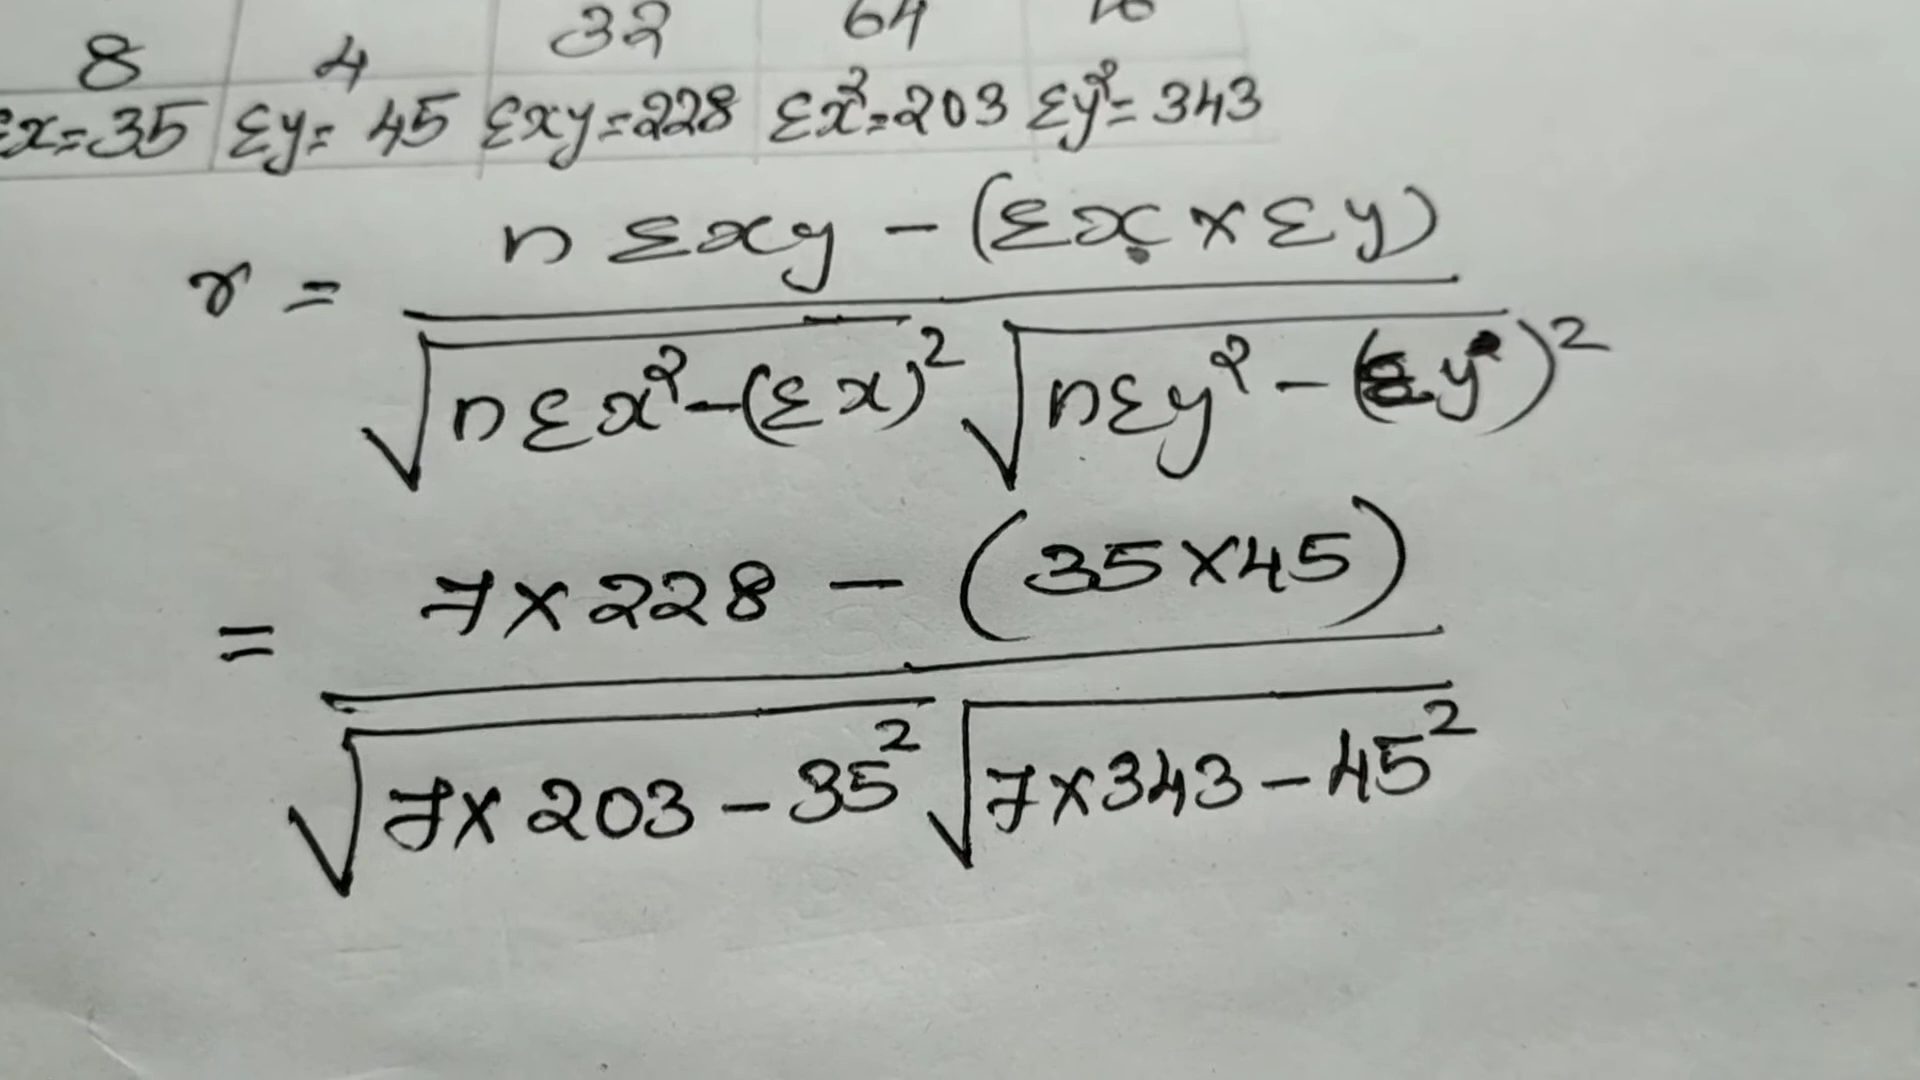 32 64 16
8 4
Σx=35 Σy=45 Σxy=228 Σx²=203 Σy²=343
nΣxy - (Σx × Σy)
r =
√nΣx²-(Σx)² √nΣy²-(Σy)²
7×228 - (35×45)
=
√7×203-35² √7×343-45²